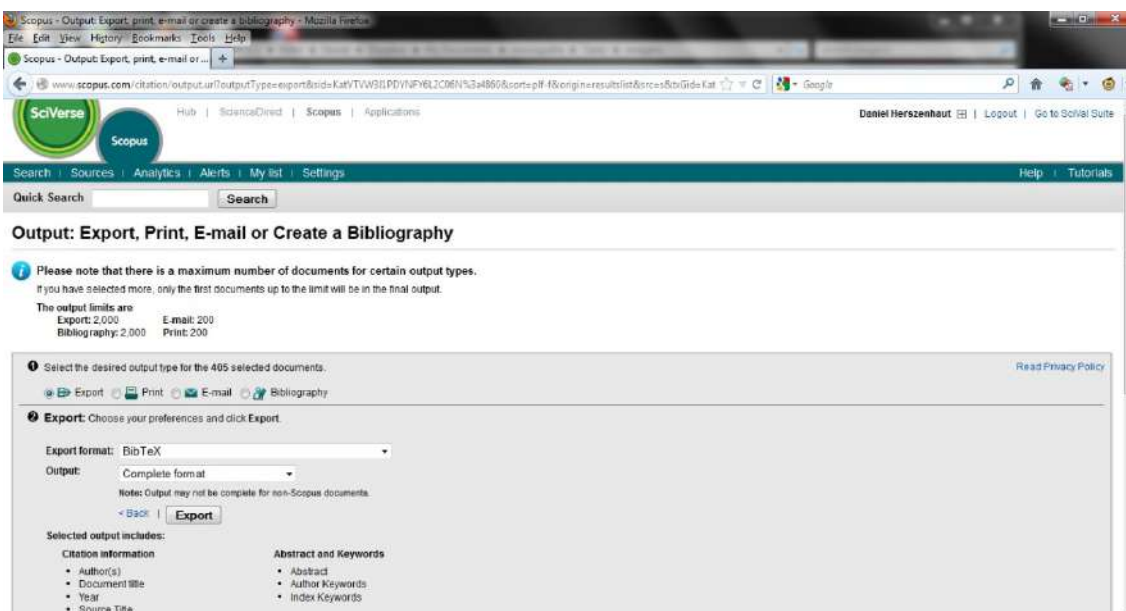 Scopus - Output: Export, print, e-mail or create a bibliography - Mozilla Firefox
File Edit View History Bookmarks Tools Help
Scopus - Output: Export, print, e-mail or ... +
Google
SciVerse Hub | ScienceDirect | Scopus | Applications Daniel Herszenhaut | Logout | Go to SciVal Suite
Scopus
Search | Sources | Analytics | Alerts | My list | Settings Help | Tutorials
Quick Search Search
Output: Export, Print, E-mail or Create a Bibliography
Please note that there is a maximum number of documents for certain output types.
If you have selected more, only the first documents up to the limit will be in the final output.
The output limits are
Export: 2,000 E-mail: 200
Bibliography: 2,000 Print: 200
1 Select the desired output type for the 405 selected documents. Read Privacy Policy
Export Print E-mail Bibliography
2 Export: Choose your preferences and click Export.
Export format: BibTeX
Output: Complete format
Note: Output may not be complete for non-Scopus documents.
< Back | Export
Selected output includes:
Citation information Abstract and Keywords
• Author(s) • Abstract
• Document title • Author Keywords
• Year • Index Keywords
• Source Title